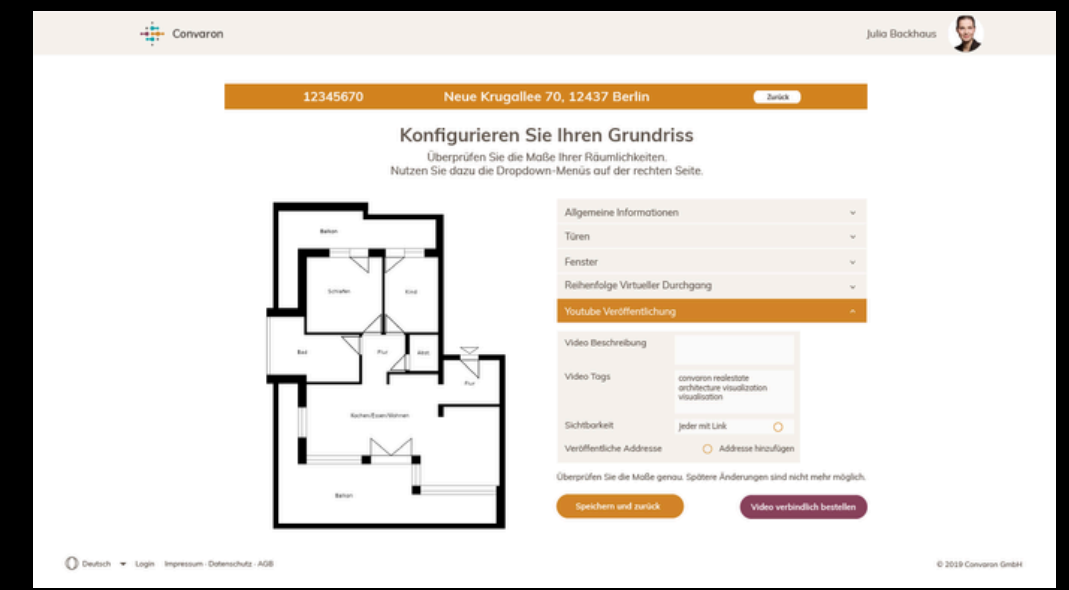 Convaron
Julia Backhaus
12345670 Neue Krugallee 70, 12437 Berlin Zurück
Konfigurieren Sie Ihren Grundriss
Überprüfen Sie die Maße Ihrer Räumlichkeiten.
Nutzen Sie dazu die Dropdown-Menüs auf der rechten Seite.
Balkon
Schlafen
Kind
Bad
Flur
Abst.
Flur
Kochen/Essen/Wohnen
Balkon
Allgemeine Informationen
Türen
Fenster
Reihenfolge Virtueller Durchgang
Youtube Veröffentlichung
Video Beschreibung
Video Tags
convaron realestate
architecture visualization
visualisation
Sichtbarkeit
Jeder mit Link
Veröffentliche Addresse
Addresse hinzufügen
Überprüfen Sie die Maße genau. Spätere Änderungen sind nicht mehr möglich.
Speichern und zurück
Video verbindlich bestellen
Deutsch Login Impressum · Datenschutz · AGB
© 2019 Convaron GmbH